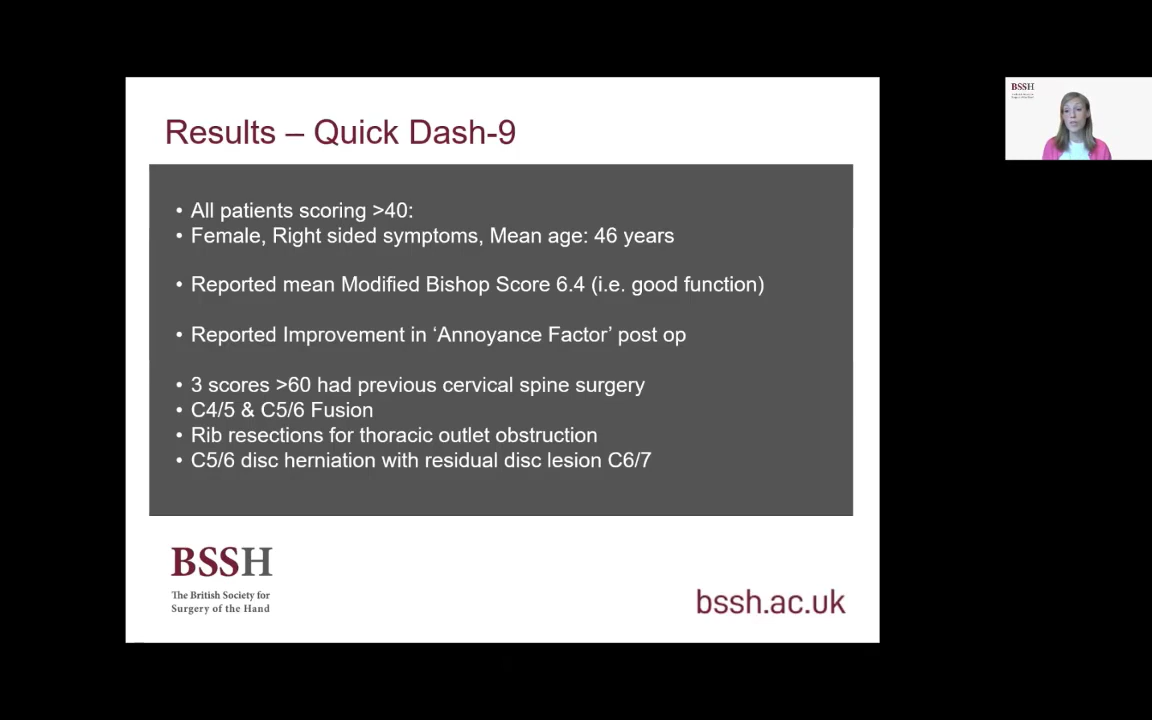 Results – Quick Dash-9
• All patients scoring >40:
• Female, Right sided symptoms, Mean age: 46 years
• Reported mean Modified Bishop Score 6.4 (i.e. good function)
• Reported Improvement in ‘Annoyance Factor’ post op
• 3 scores >60 had previous cervical spine surgery
• C4/5 & C5/6 Fusion
• Rib resections for thoracic outlet obstruction
• C5/6 disc herniation with residual disc lesion C6/7
BSSH
The British Society for
Surgery of the Hand
bssh.ac.uk
BSSH